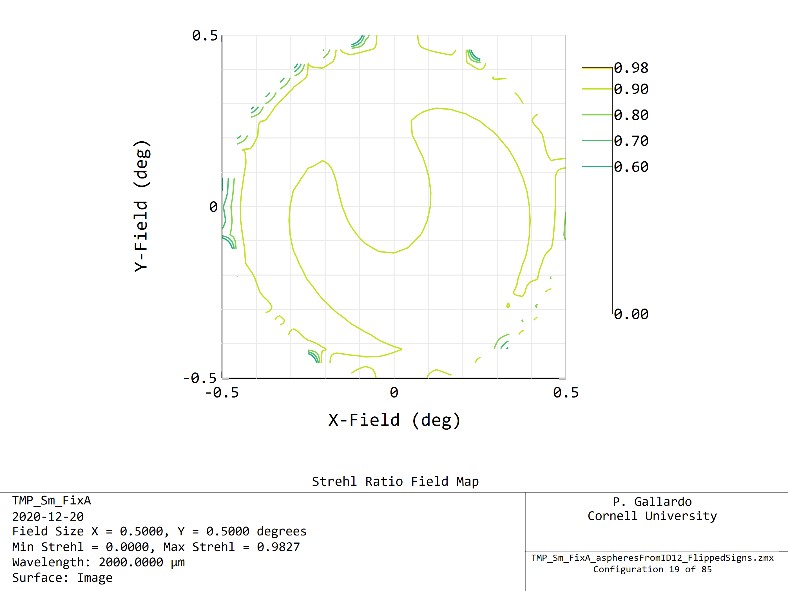 0.5
0
-0.5
-0.5
0
0.5
Y-Field (deg)
X-Field (deg)
0.98
0.90
0.80
0.70
0.60
0.00
Strehl Ratio Field Map
TMP_Sm_FixA
2020-12-20
Field Size X = 0.5000, Y = 0.5000 degrees
Min Strehl = 0.0000, Max Strehl = 0.9827
Wavelength: 2000.0000 µm
Surface: Image
P. Gallardo
Cornell University
TMP_Sm_FixA_aspheresFromID12_FlippedSigns.zmx
Configuration 19 of 85